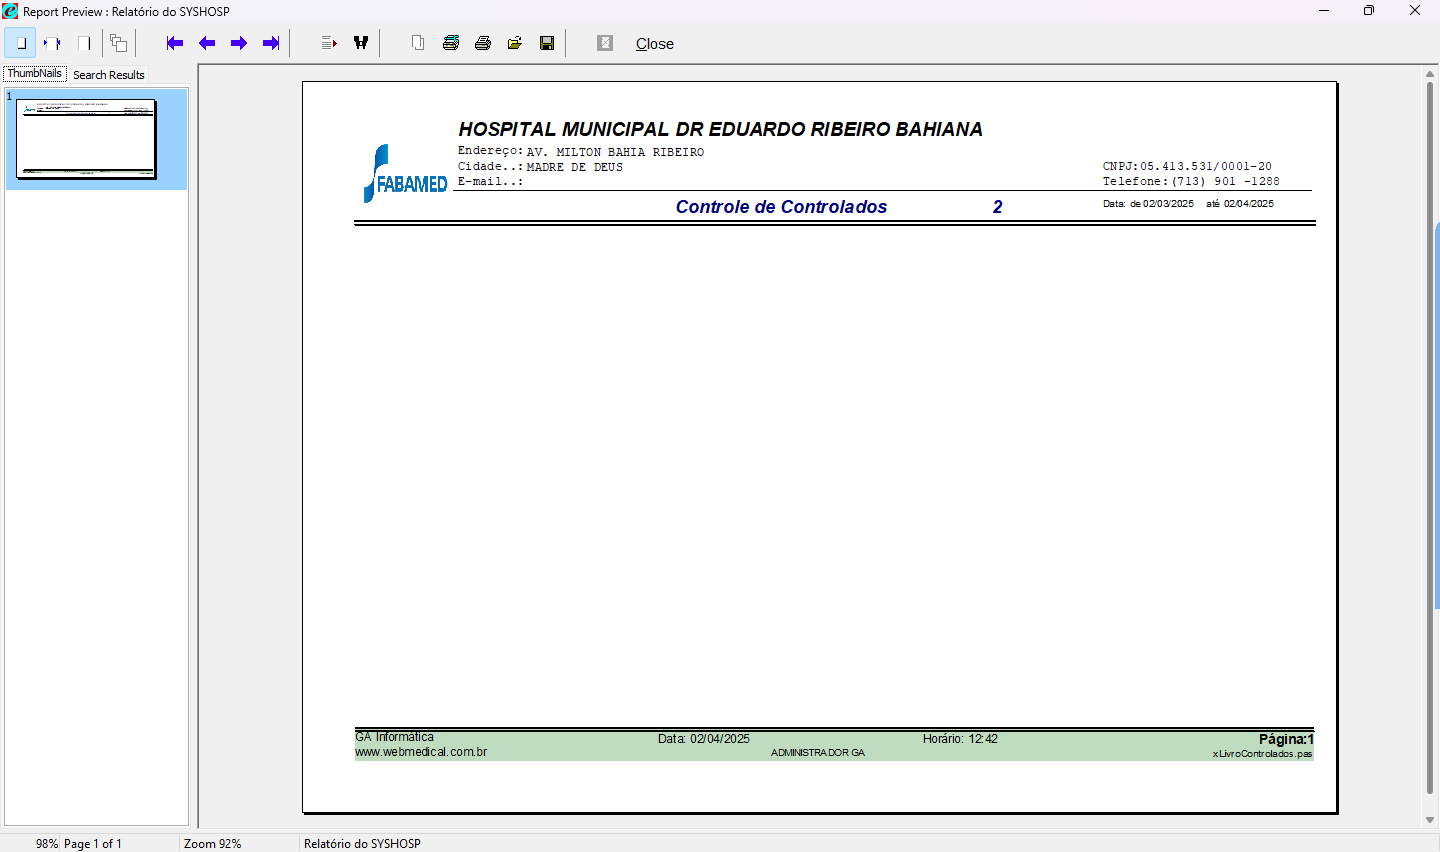 Report Preview : Relatório do SYSHOSP
Close
ThumbNails Search Results
1
HOSPITAL MUNICIPAL DR EDUARDO RIBEIRO BAHIANA
Endereço: AV. MILTON BAHIA RIBEIRO
Cidade..: MADRE DE DEUS CNPJ:05.413.531/0001-20
E-mail..: Telefone:(713) 901 -1288
FABAMED
Controle de Controlados 2 Data: de 02/03/2025 até 02/04/2025
GA Informática Data: 02/04/2025 Horário: 12:42 Página:1
www.webmedical.com.br ADMINISTRADOR GA xLivroControlados.pas
98% Page 1 of 1 Zoom 92% Relatório do SYSHOSP